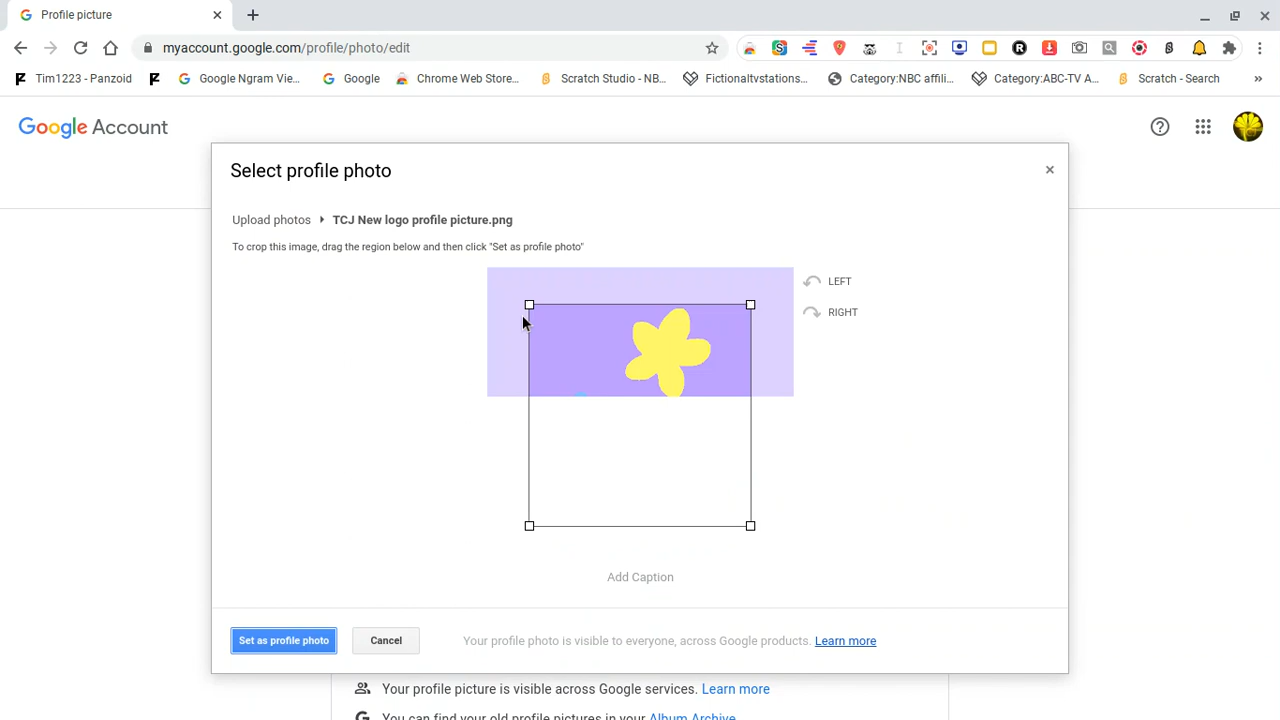 Profile picture
myaccount.google.com/profile/photo/edit
Tim1223 - Panzoid
Google Ngram Vie...
Google
Chrome Web Store...
Scratch Studio - NB...
Fictionaltvstations...
Category:NBC affili...
Category:ABC-TV A...
Scratch - Search
»
Google Account
Select profile photo
Upload photos
TCJ New logo profile picture.png
To crop this image, drag the region below and then click "Set as profile photo"
LEFT
RIGHT
Add Caption
Set as profile photo
Cancel
Your profile photo is visible to everyone, across Google products. Learn more
Your profile picture is visible across Google services. Learn more
You can find your old profile pictures in your Album Archive